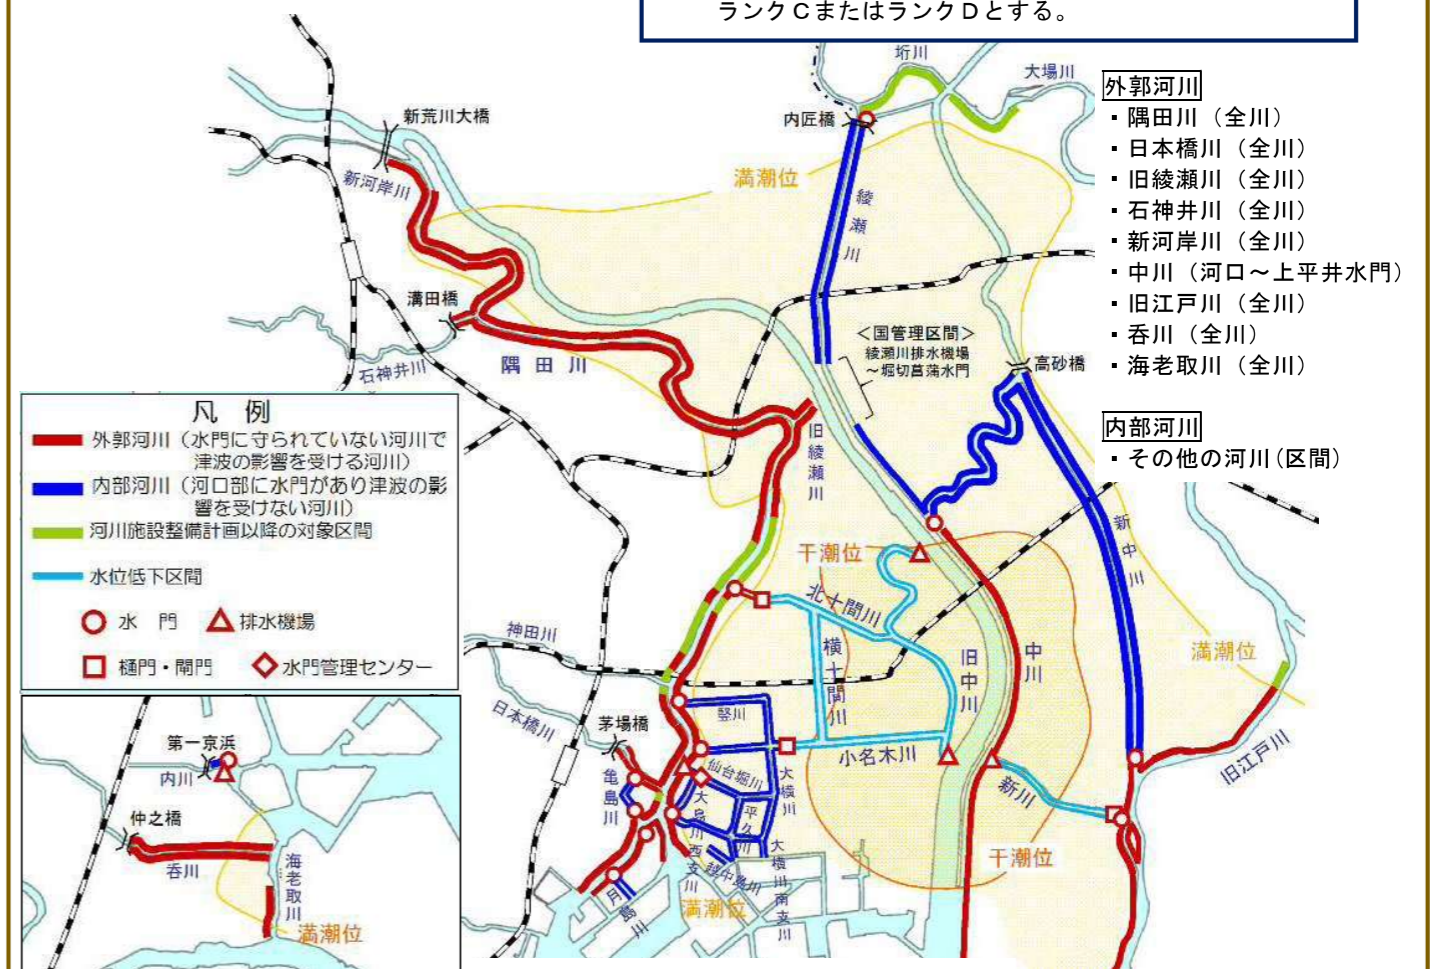 ランクＣまたはランクＤとする。
垳川
大場川
内匠橋
新荒川大橋
新河岸川
満潮位
綾瀬川
溝田橋
石神井川
隅田川
＜国管理区間＞
綾瀬川排水機場
～堀切菖蒲水門
高砂橋
旧綾瀬川
新中川
外郭河川
・隅田川（全川）
・日本橋川（全川）
・旧綾瀬川（全川）
・石神井川（全川）
・新河岸川（全川）
・中川（河口～上平井水門）
・旧江戸川（全川）
・呑川（全川）
・海老取川（全川）
内部河川
・その他の河川(区間)
凡　例
外郭河川（水門に守られていない河川で
津波の影響を受ける河川）
内部河川（河口部に水門があり津波の影
響を受けない河川）
河川施設整備計画以降の対象区間
水位低下区間
水　門
排水機場
樋門・閘門
水門管理センター
干潮位
北十間川
横十間川
旧中川
中川
満潮位
神田川
日本橋川
茅場橋
竪川
小名木川
仙台堀川
大横川
亀島川
大島川西支川
平久川
越中島川
大横川南支川
月島川
満潮位
新川
旧江戸川
干潮位
第一京浜
内川
仲之橋
呑川
海老取川
満潮位